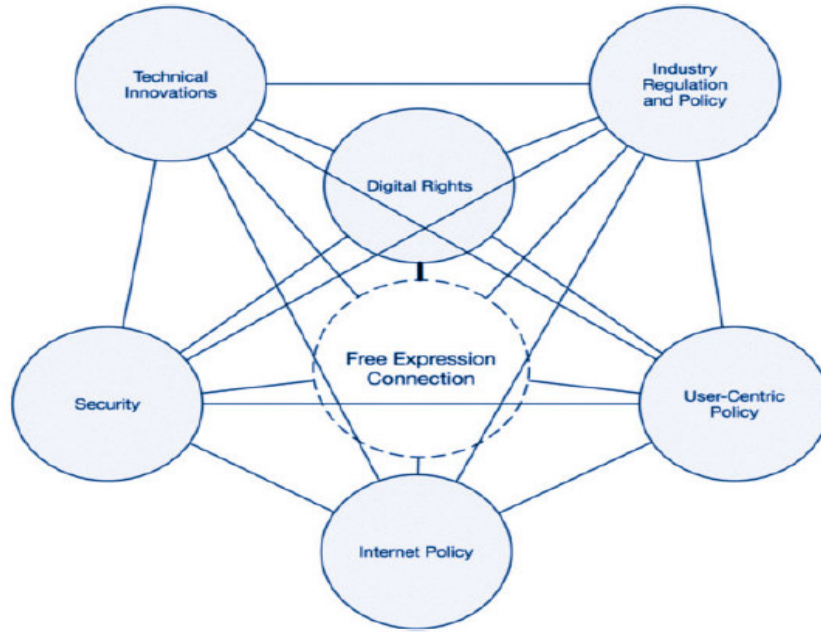 Technical
Innovations
Industry
Regulation
and Policy
Digital Rights
Free Expression
Connection
Security
User-Centric
Policy
Internet Policy